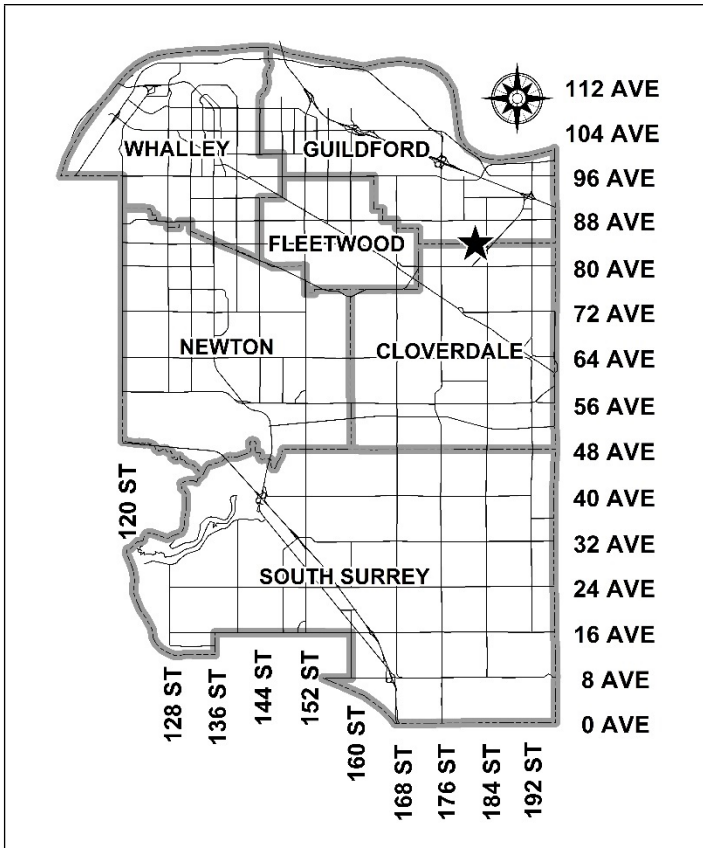 112 AVE
104 AVE
WHALLEY
GUILDFORD
96 AVE
88 AVE
FLEETWOOD
80 AVE
72 AVE
NEWTON
CLOVERDALE
64 AVE
56 AVE
48 AVE
120 ST
40 AVE
32 AVE
SOUTH SURREY
24 AVE
16 AVE
128 ST
136 ST
144 ST
152 ST
160 ST
8 AVE
0 AVE
168 ST
176 ST
184 ST
192 ST